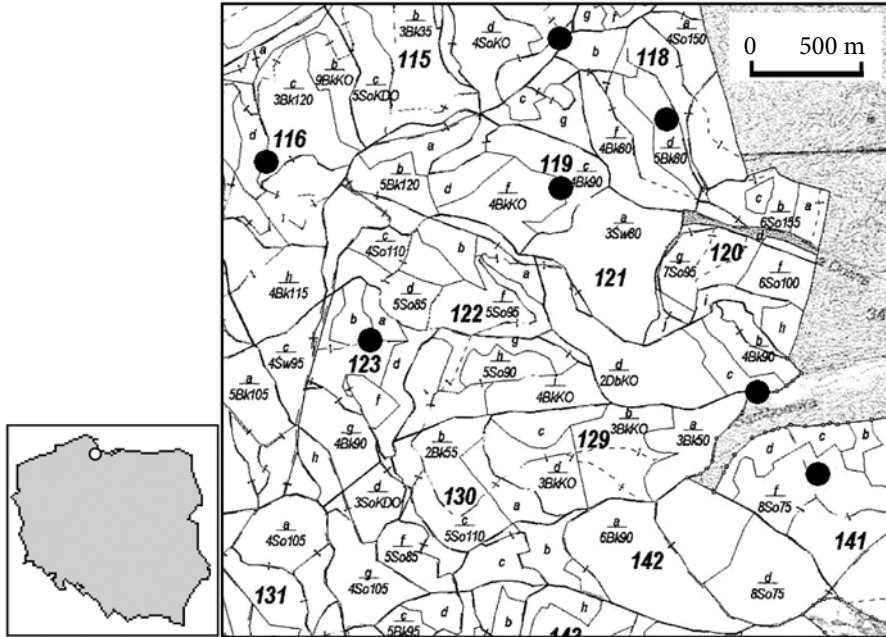 b
3Bk35
115
d
4SoKO
g
f
a
4So150
0 500 m
a
b
9BkKO
c
5SoKDO
b
118
c
3Bk120
c
g
d
116
a
f
4Bk80
d
5Bk80
119
b
5Bk120
d
f
4BkKO
c
4Bk90
c
b
6So155
a
a
3Św80
d
c
4So110
b
120
g
7So95
f
6So100
h
4Bk115
a
121
d
5So85
122
f
5So95
i
j
h
b
a
g
b
4Bk90
123
d
c
4Św95
h
5So90
d
2DbKO
c
a
5Bk105
f
i
4BkKO
g
4Bk90
b
2Bk55
c
129
b
3BkKO
a
3Bk50
c
b
d
h
d
3BkKO
d
3SoKDO
130
a
f
8So75
a
4So105
f
5So85
c
5So110
b
a
6Bk90
142
141
131
g
4So105
c
d
8So75
c
5Bk95
d
b
h